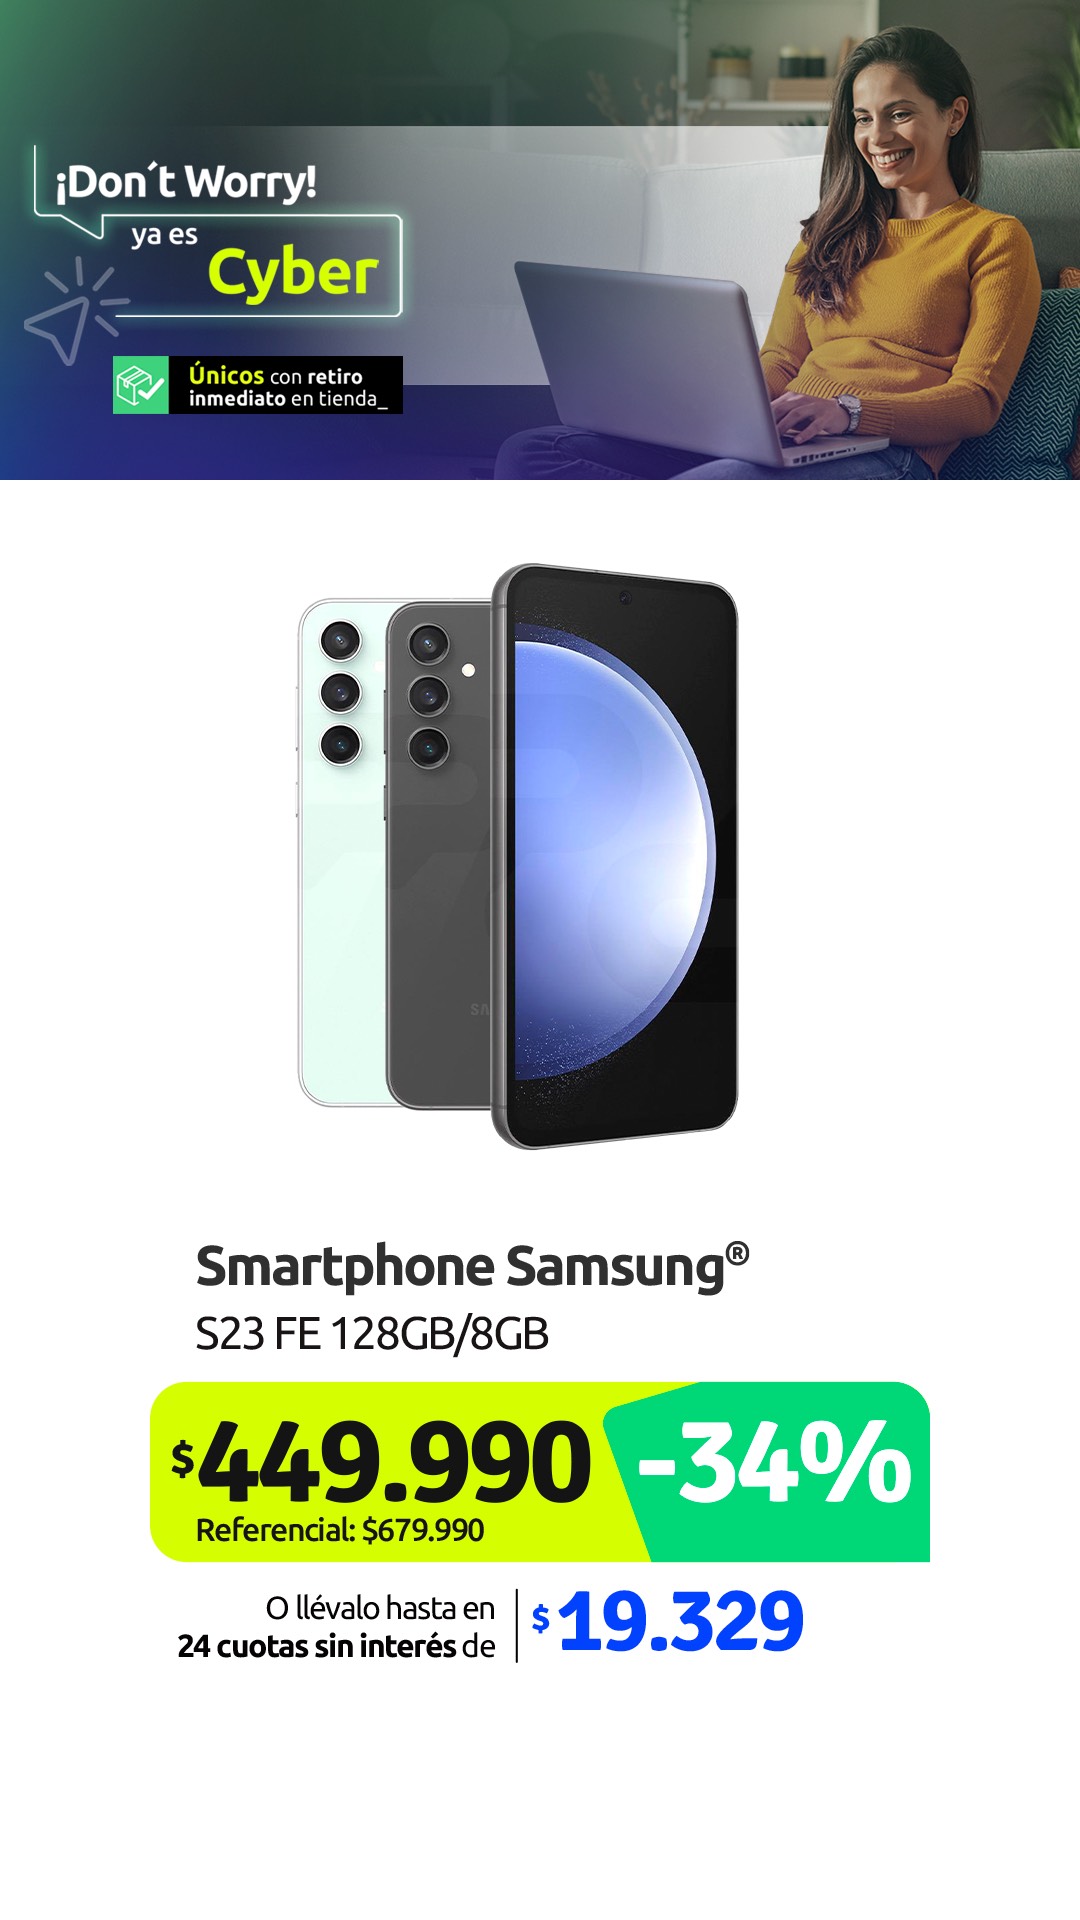 ¡Don´t Worry!
ya es
Cyber
Únicos con retiro
inmediato en tienda_
SA
Smartphone Samsung®
S23 FE 128GB/8GB
$449.990
-34%
Referencial: $679.990
O llévalo hasta en
24 cuotas sin interés de
$19.329